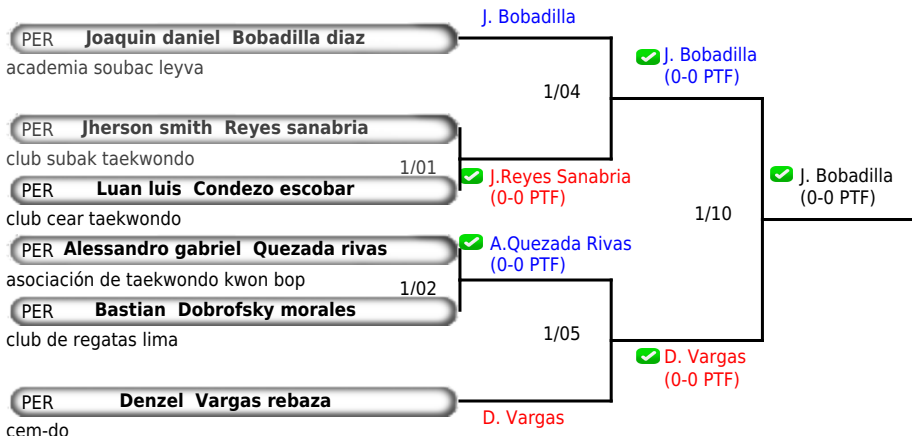 J. Bobadilla
PER Joaquin daniel Bobadilla diaz
academia soubac leyva
J. Bobadilla
(0-0 PTF)
1/04
PER Jherson smith Reyes sanabria
club subak taekwondo
1/01
J.Reyes Sanabria
(0-0 PTF)
PER Luan luis Condezo escobar
club cear taekwondo
J. Bobadilla
(0-0 PTF)
1/10
PER Alessandro gabriel Quezada rivas
asociación de taekwondo kwon bop
A.Quezada Rivas
(0-0 PTF)
1/02
PER Bastian Dobrofsky morales
club de regatas lima
1/05
D. Vargas
(0-0 PTF)
PER Denzel Vargas rebaza
cem-do
D. Vargas